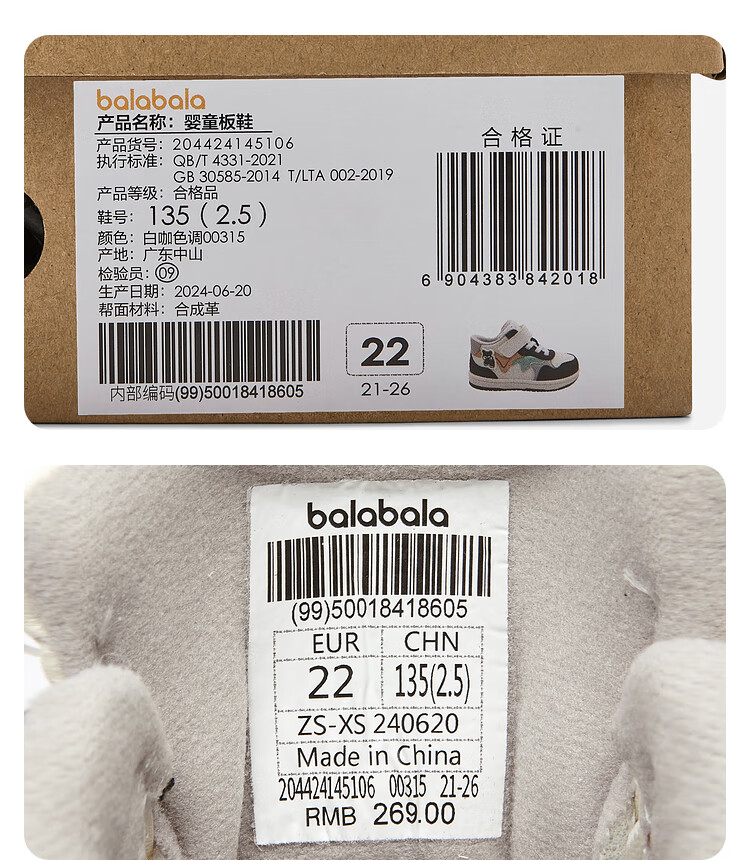 balabala
产品名称：婴童板鞋
产品货号：204424145106
执行标准：QB/T 4331-2021
GB 30585-2014 T/LTA 002-2019
产品等级：合格品
鞋号：135（2.5）
颜色：白咖色调00315
产地：广东中山
检验员：09
生产日期：2024-06-20
帮面材料：合成革
内部编码(99)50018418605
合格证
6 904383 842018
22
21-26
balabala
(99)50018418605
EUR CHN
22 135(2.5)
ZS-XS 240620
Made in China
204424145106 00315 21-26
RMB 269.00